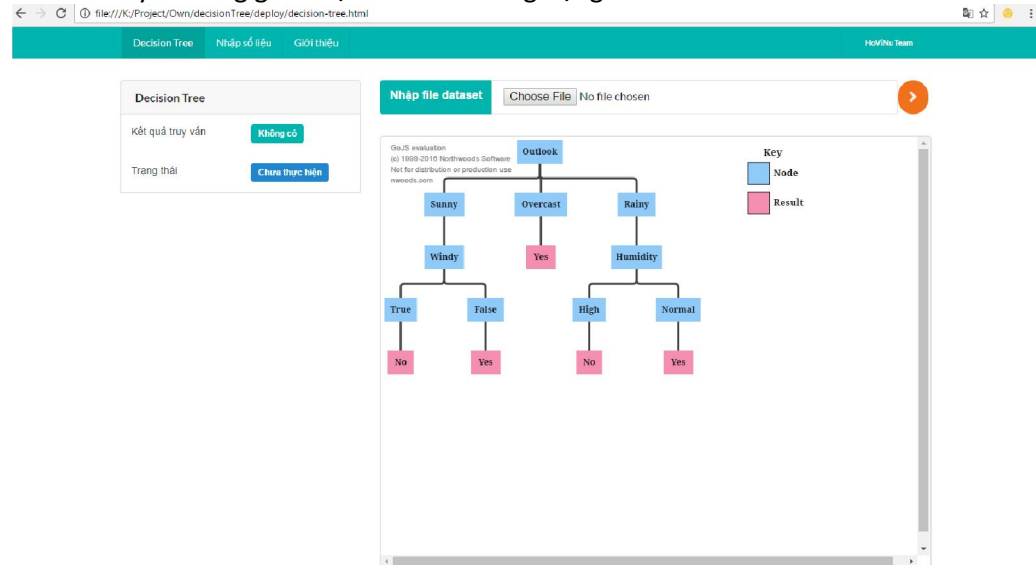 file:///K:/Project/Own/decisionTree/deploy/decision-tree.html
Decision Tree Nhập số liệu Giới thiệu HoViNu Team
Decision Tree
Kết quả truy vấn Không có
Trạng thái Chưa thực hiện
Nhập file dataset Choose File No file chosen
GoJS evaluation
(c) 1998-2016 Northwoods Software
Not for distribution or production use
nwoods.com
Outlook
Key
Node
Result
Sunny Overcast Rainy
Windy Yes Humidity
True False High Normal
No Yes No Yes